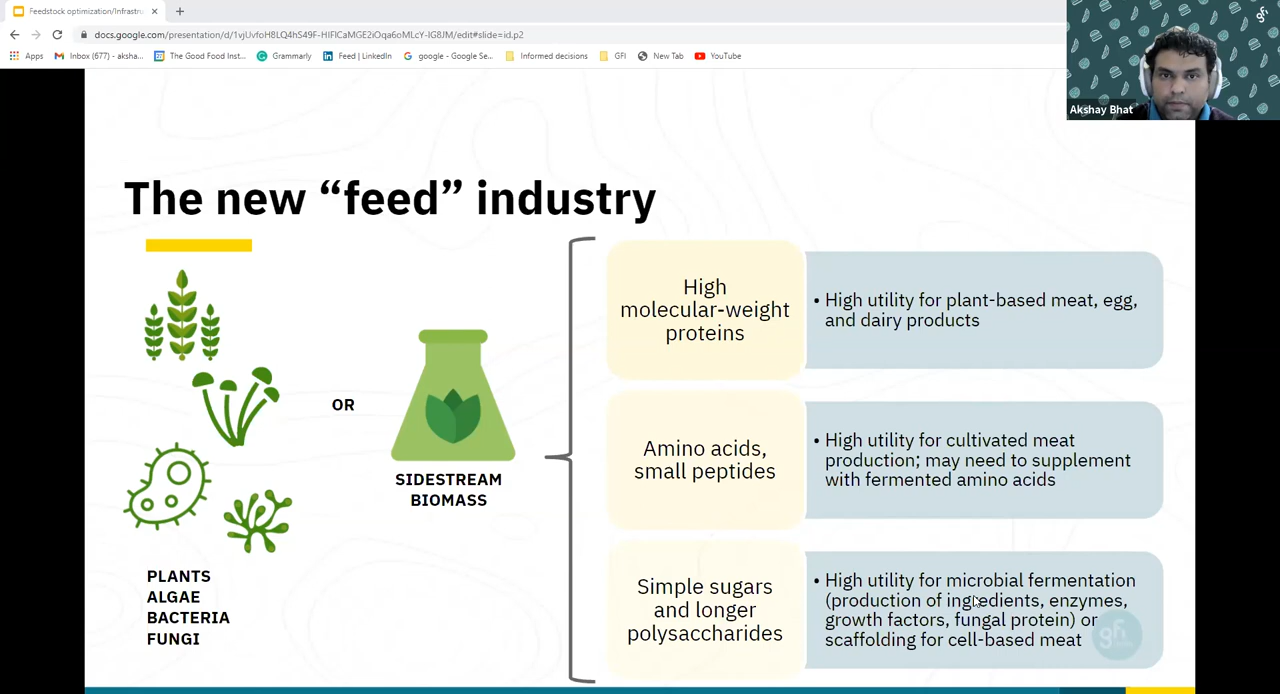 Feedstock optimization/Infrastru
docs.google.com/presentation/d/1vjUvfoH8LQ4hS49F-HIFlCaMGE2iOqa6oMLcY-IG8JM/edit#slide=id.p2
Apps
Inbox (677) - aksha...
The Good Food Inst...
Grammarly
Feed | LinkedIn
google - Google Se...
Informed decisions
GFI
New Tab
YouTube
gfi
Akshay Bhat
The new “feed” industry
PLANTS
ALGAE
BACTERIA
FUNGI
OR
SIDESTREAM
BIOMASS
High
molecular-weight
proteins
• High utility for plant-based meat, egg,
and dairy products
Amino acids,
small peptides
• High utility for cultivated meat
production; may need to supplement
with fermented amino acids
Simple sugars
and longer
polysaccharides
• High utility for microbial fermentation
(production of ingredients, enzymes,
growth factors, fungal protein) or
scaffolding for cell-based meat
gfi